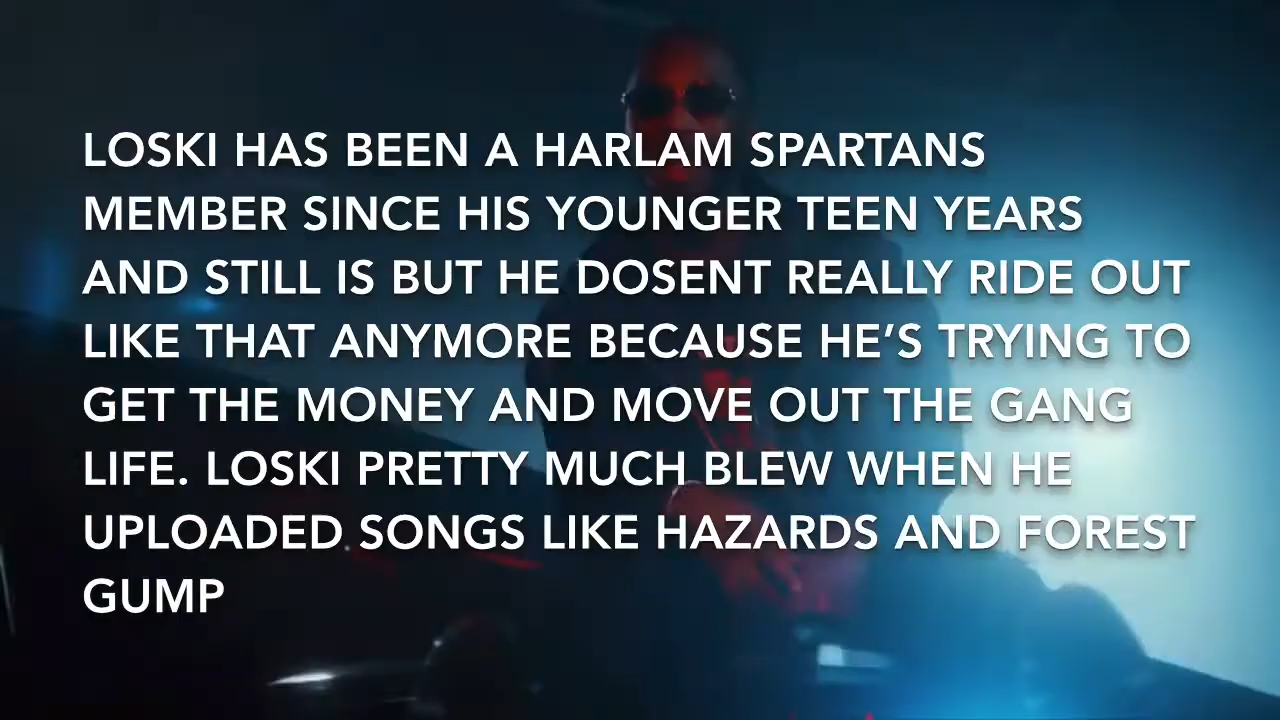 LOSKI HAS BEEN A HARLAM SPARTANS
MEMBER SINCE HIS YOUNGER TEEN YEARS
AND STILL IS BUT HE DOSENT REALLY RIDE OUT
LIKE THAT ANYMORE BECAUSE HE’S TRYING TO
GET THE MONEY AND MOVE OUT THE GANG
LIFE. LOSKI PRETTY MUCH BLEW WHEN HE
UPLOADED SONGS LIKE HAZARDS AND FOREST
GUMP